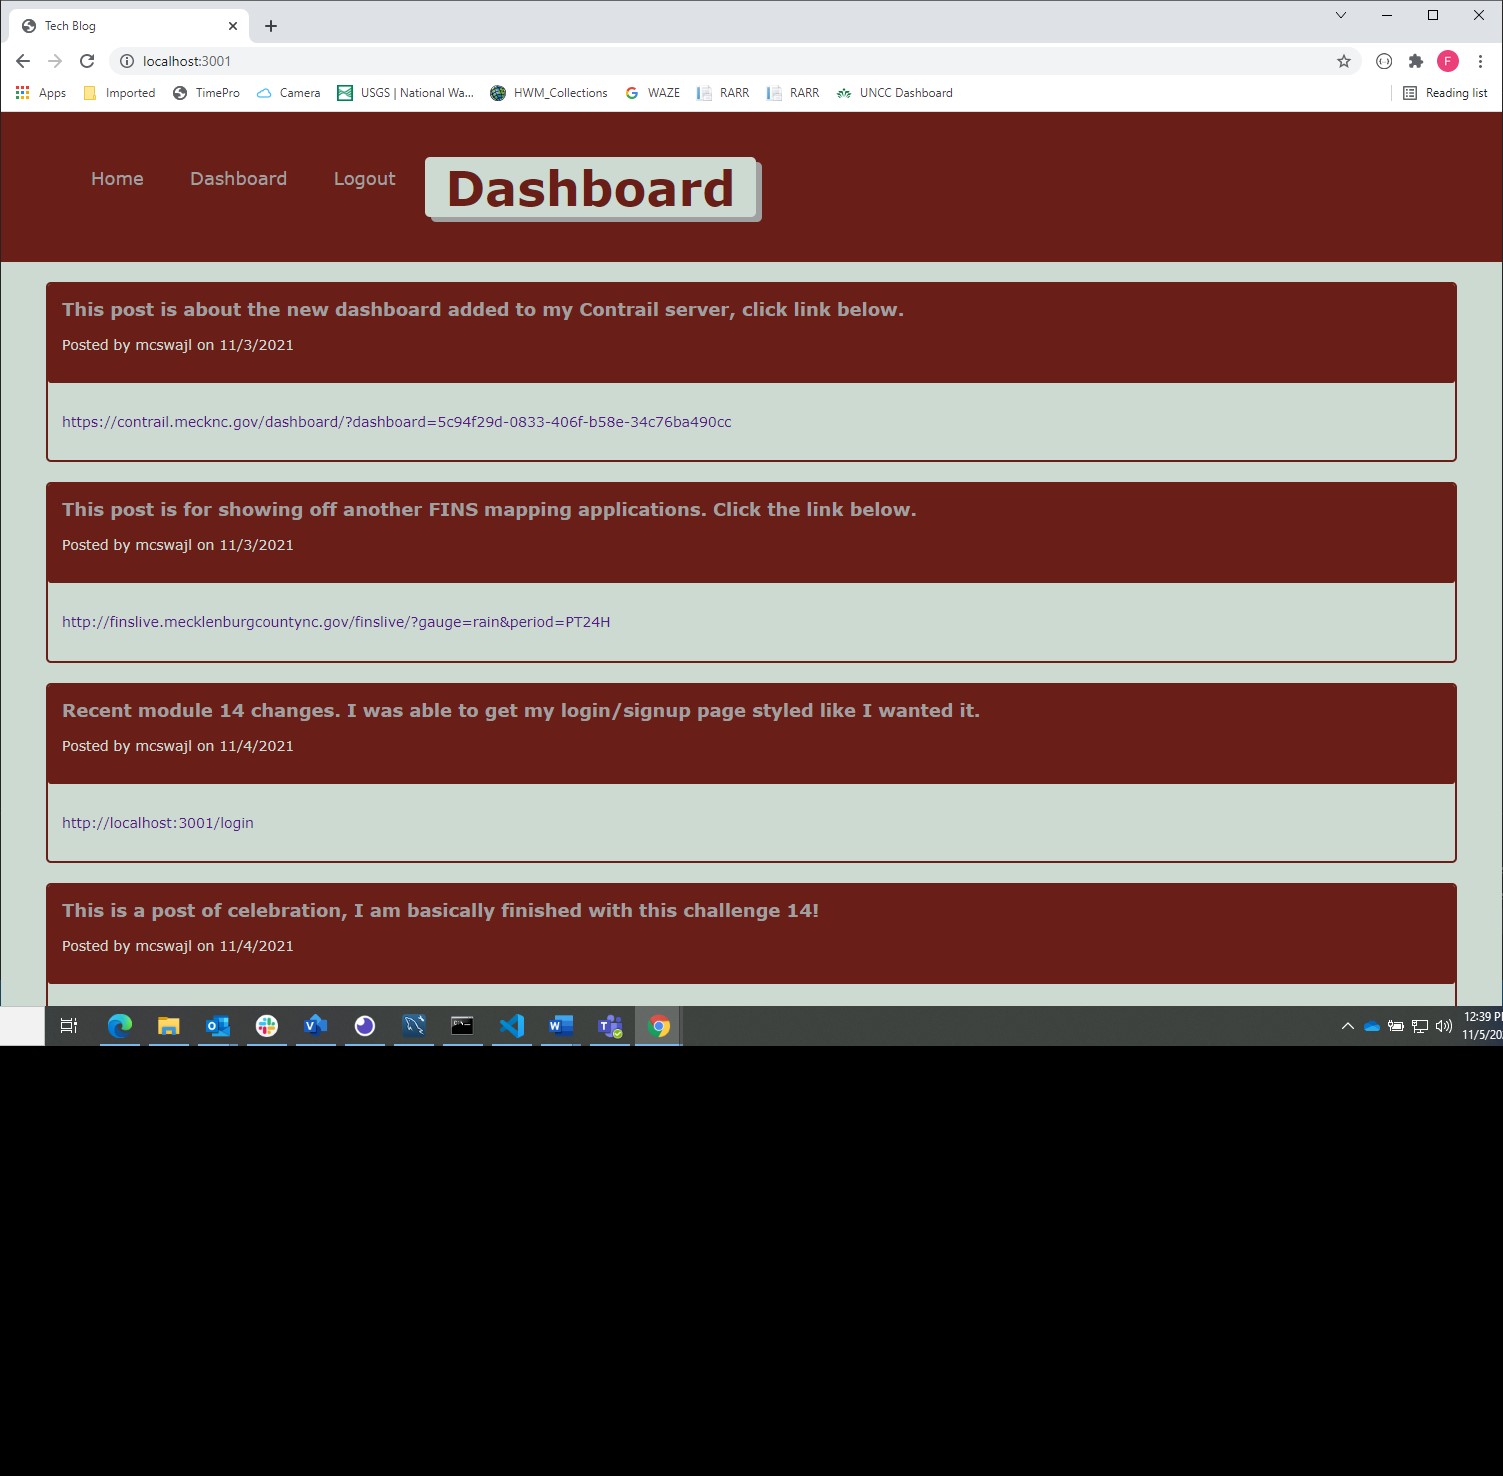 Tech Blog
localhost:3001
F
Apps Imported TimePro Camera USGS | National Wa... HWM_Collections WAZE RARR RARR UNCC Dashboard Reading list
Home Dashboard Logout Dashboard
This post is about the new dashboard added to my Contrail server, click link below.
Posted by mcswajl on 11/3/2021
https://contrail.mecknc.gov/dashboard/?dashboard=5c94f29d-0833-406f-b58e-34c76ba490cc
This post is for showing off another FINS mapping applications. Click the link below.
Posted by mcswajl on 11/3/2021
http://finslive.mecklenburgcountync.gov/finslive/?gauge=rain&period=PT24H
Recent module 14 changes. I was able to get my login/signup page styled like I wanted it.
Posted by mcswajl on 11/4/2021
http://localhost:3001/login
This is a post of celebration, I am basically finished with this challenge 14!
Posted by mcswajl on 11/4/2021
12:39 P
11/5/20